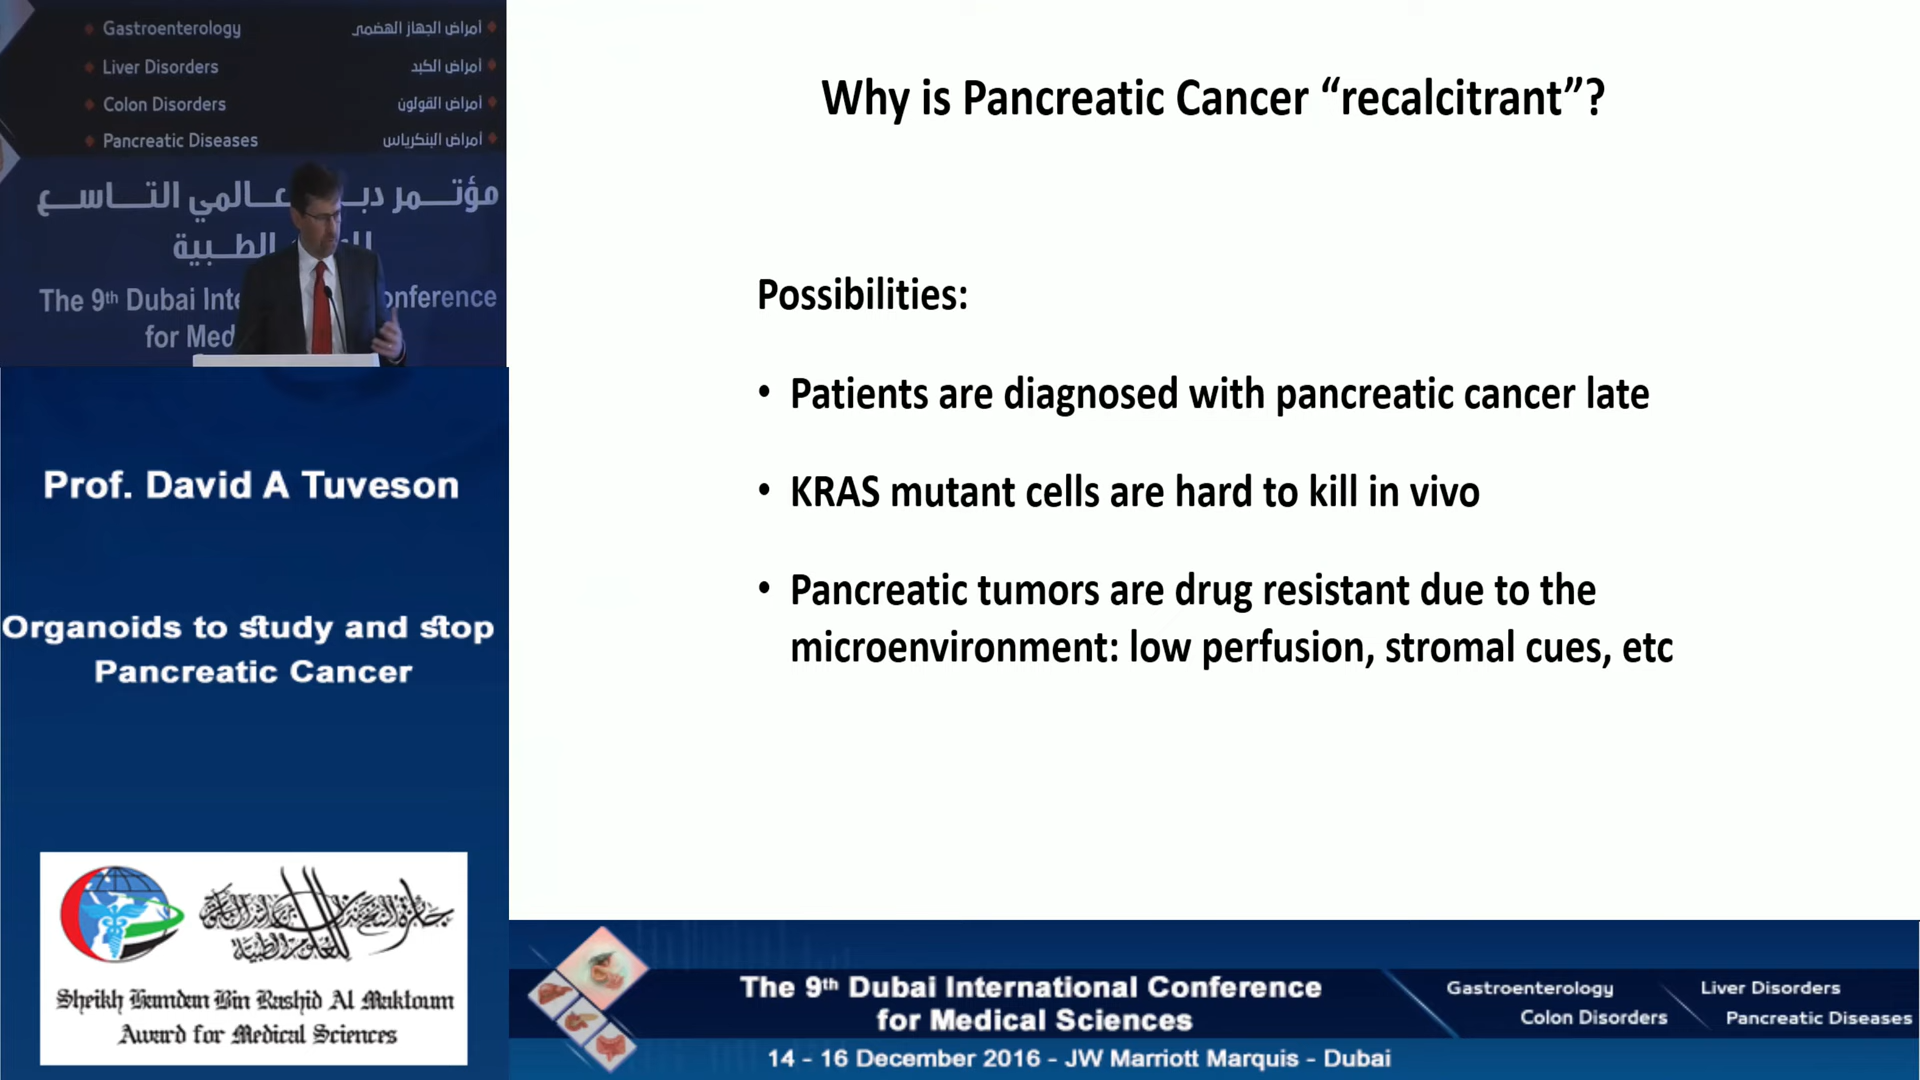 Gastroenterology
أمراض الجهاز الهضمي
Liver Disorders
أمراض الكبد
Colon Disorders
أمراض القولون
Pancreatic Diseases
أمراض البنكرياس
مؤتمر التاسع
الطبية
The 9th Dubai
onference
for Med
Prof. David A Tuveson
Organoids to study and stop
Pancreatic Cancer
Sheikh Hamdan Bin Rashid Al Maktoum
Award for Medical Sciences
Why is Pancreatic Cancer “recalcitrant”?
Possibilities:
• Patients are diagnosed with pancreatic cancer late
• KRAS mutant cells are hard to kill in vivo
• Pancreatic tumors are drug resistant due to the
microenvironment: low perfusion, stromal cues, etc
The 9th Dubai International Conference
for Medical Sciences
14 - 16 December 2016 - JW Marriott Marquis - Dubai
Gastroenterology
Liver Disorders
Colon Disorders
Pancreatic Diseases